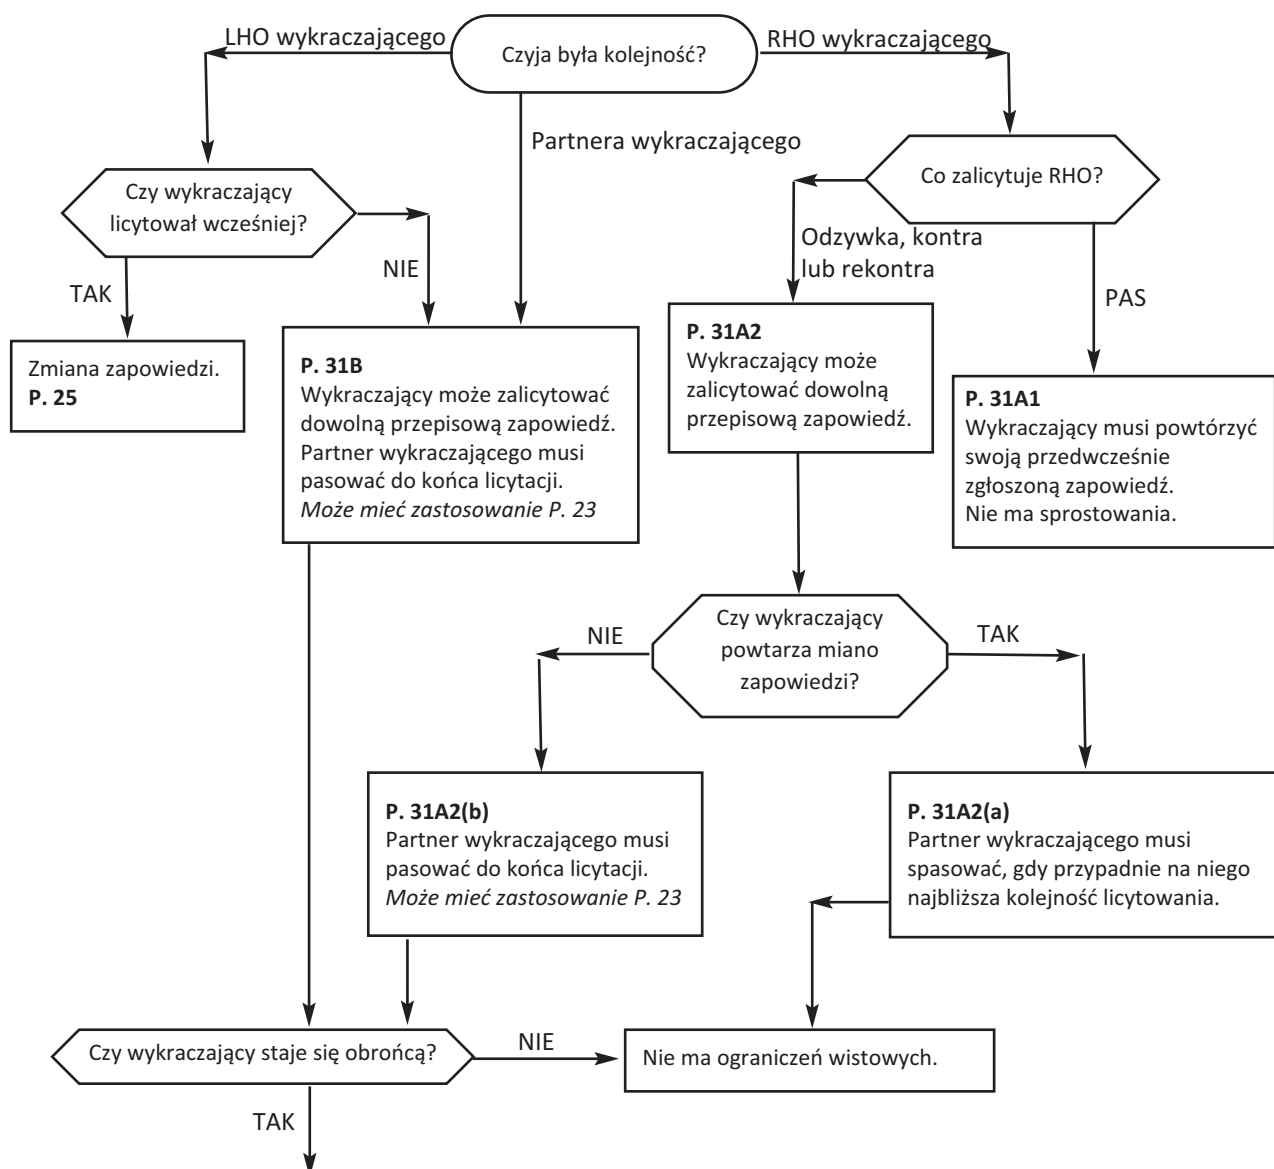 LHO wykraczającego
Czyja była kolejność?
RHO wykraczającego
Partnera wykraczającego
Co zalicytuje RHO?
Czy wykraczający
licytował wcześniej?
Odzywka, kontra
lub rekontra
NIE
TAK
PAS
Zmiana zapowiedzi.
P. 25
P. 31B
Wykraczający może zalicytować
dowolną przepisową zapowiedź.
Partner wykraczającego musi
pasować do końca licytacji.
Może mieć zastosowanie P. 23
P. 31A2
Wykraczający może
zalicytować dowolną
przepisową zapowiedź.
P. 31A1
Wykraczający musi powtórzyć
swoją przedwcześnie
zgłoszoną zapowiedź.
Nie ma sprostowania.
Czy wykraczający
powtarza miano
zapowiedzi?
NIE
TAK
P. 31A2(b)
Partner wykraczającego musi
pasować do końca licytacji.
Może mieć zastosowanie P. 23
P. 31A2(a)
Partner wykraczającego musi
spasować, gdy przypadnie na niego
najbliższa kolejność licytowania.
Czy wykraczający staje się obrońcą?
NIE
Nie ma ograniczeń wistowych.
TAK